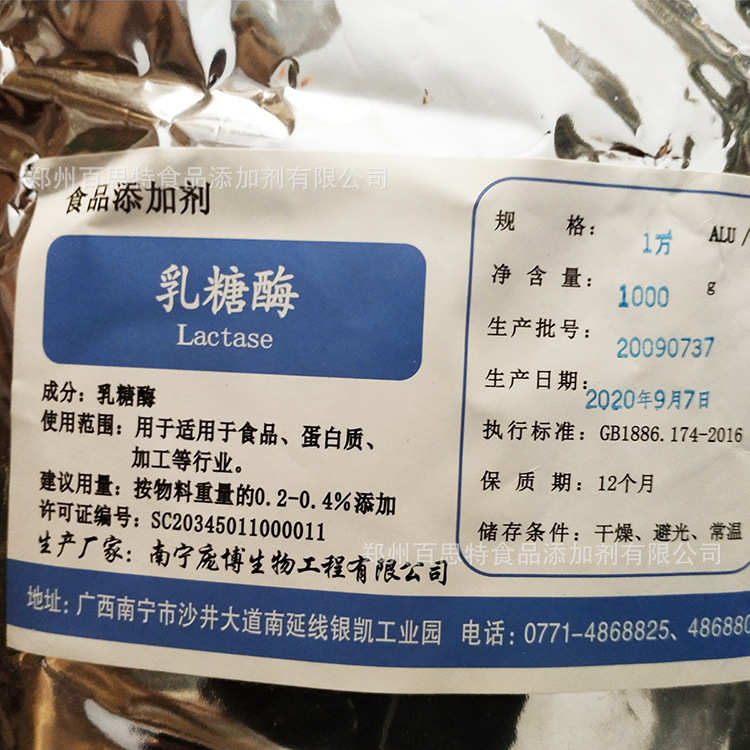 郑州百思特食品添加剂有限公司
食品添加剂
乳糖酶
Lactase
成分：乳糖酶
使用范围：用于适用于食品、蛋白质、
加工等行业。
建议用量：按物料重量的0.2-0.4%添加
许可证编号：SC20345011000011
生产厂家：南宁庞博生物工程有限公司
规 格： 1万 ALU /
净含量： 1000 g
生产批号： 20090737
生产日期： 2020年9月7日
执行标准：GB1886.174-2016
保 质 期：12个月
储存条件：干燥、避光、常温
郑州百思特食品添加剂有限公司
地址：广西南宁市沙井大道南延线银凯工业园 电话：0771-4868825、486880